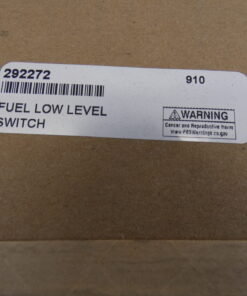 292272
910
FUEL LOW LEVEL
SWITCH
WARNING
Cancer and Reproductive Harm
www.P65Warnings.ca.gov